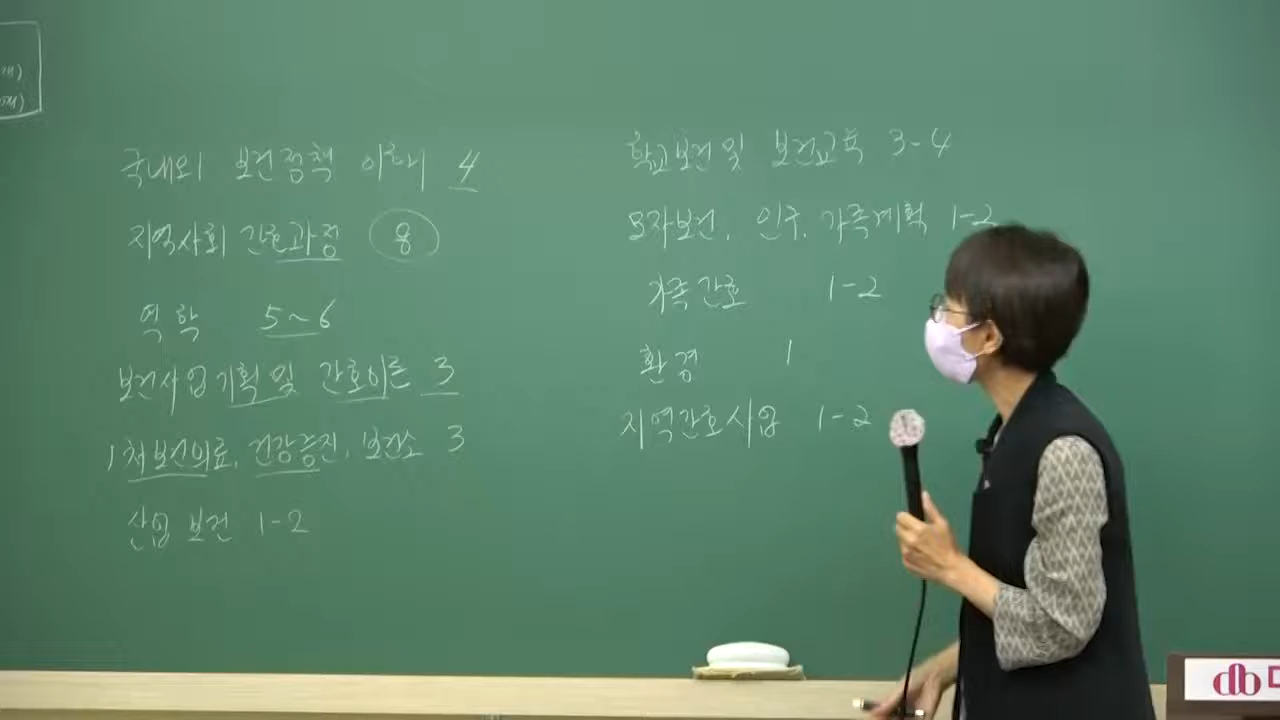 국내외 보건정책 이해 4
지역사회 간호과정 8
역학 5~6
보건사업기획 및 간호이론 3
1차보건의료, 건강증진, 보건소 3
산업보건 1-2
학교보건 및 보건교육 3-4
모자보건, 인구, 가족계획 1-2
가족간호 1-2
환경 1
지역간호사업 1-2
db